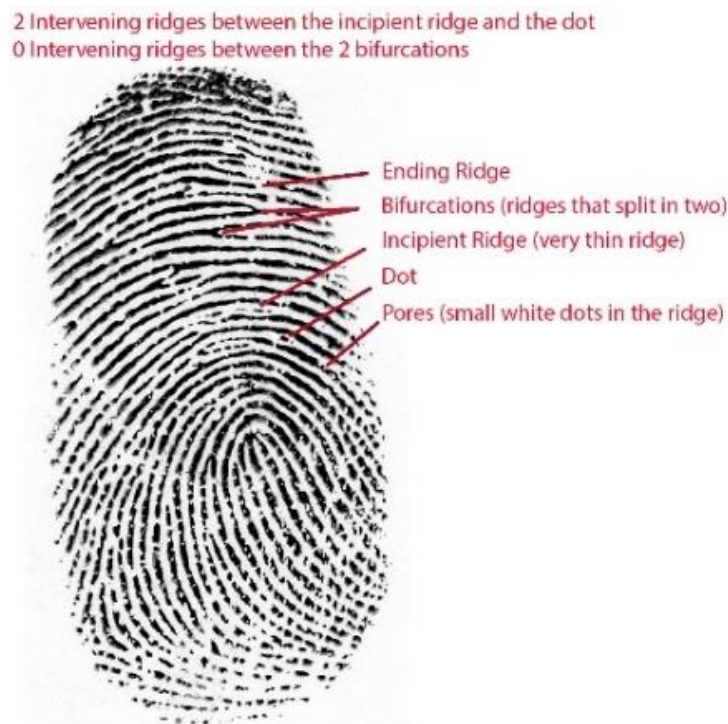 2 Intervening ridges between the incipient ridge and the dot
0 Intervening ridges between the 2 bifurcations
Ending Ridge
Bifurcations (ridges that split in two)
Incipient Ridge (very thin ridge)
Dot
Pores (small white dots in the ridge)